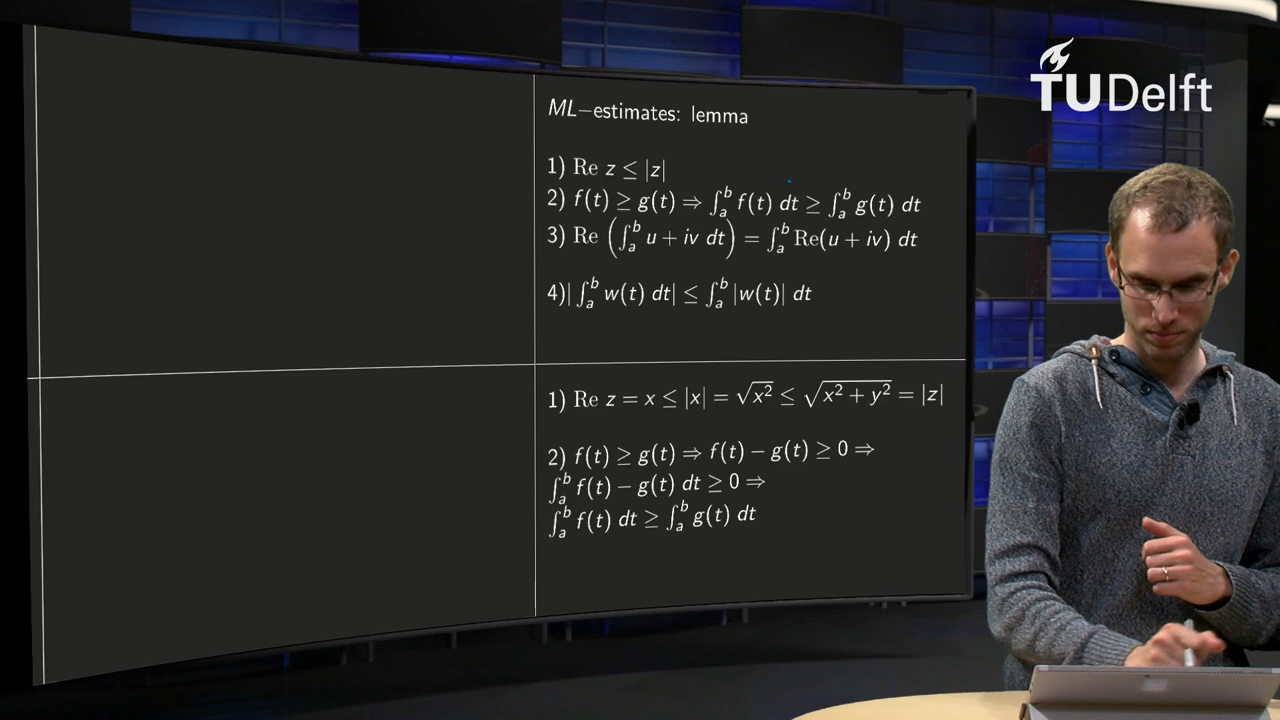 TU Delft
ML−estimates: lemma
1) Re z ≤ |z|
2) f(t) ≥ g(t) ⇒ ∫_a^b f(t) dt ≥ ∫_a^b g(t) dt
3) Re (∫_a^b u + iv dt) = ∫_a^b Re(u + iv) dt
4)| ∫_a^b w(t) dt| ≤ ∫_a^b |w(t)| dt
1) Re z = x ≤ |x| = √x² ≤ √(x² + y²) = |z|
2) f(t) ≥ g(t) ⇒ f(t) − g(t) ≥ 0 ⇒
∫_a^b f(t) − g(t) dt ≥ 0 ⇒
∫_a^b f(t) dt ≥ ∫_a^b g(t) dt